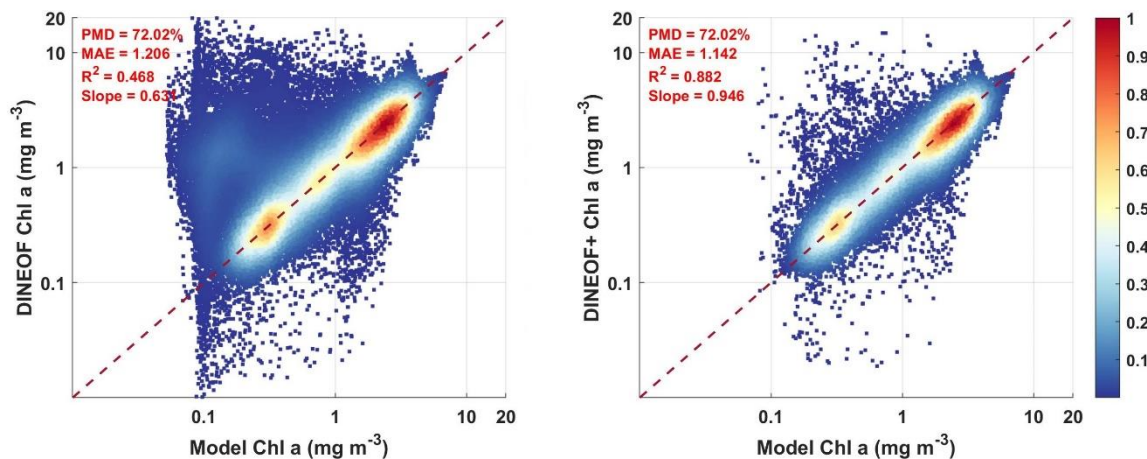 20
10
1
0.1
DINEOF Chl a (mg m⁻³)
PMD = 72.02%
MAE = 1.206
R² = 0.468
Slope = 0.634
0.1 1 10 20
Model Chl a (mg m⁻³)
20
10
1
0.1
DINEOF+ Chl a (mg m⁻³)
PMD = 72.02%
MAE = 1.142
R² = 0.882
Slope = 0.946
0.1 1 10 20
Model Chl a (mg m⁻³)
1
0.9
0.8
0.7
0.6
0.5
0.4
0.3
0.2
0.1